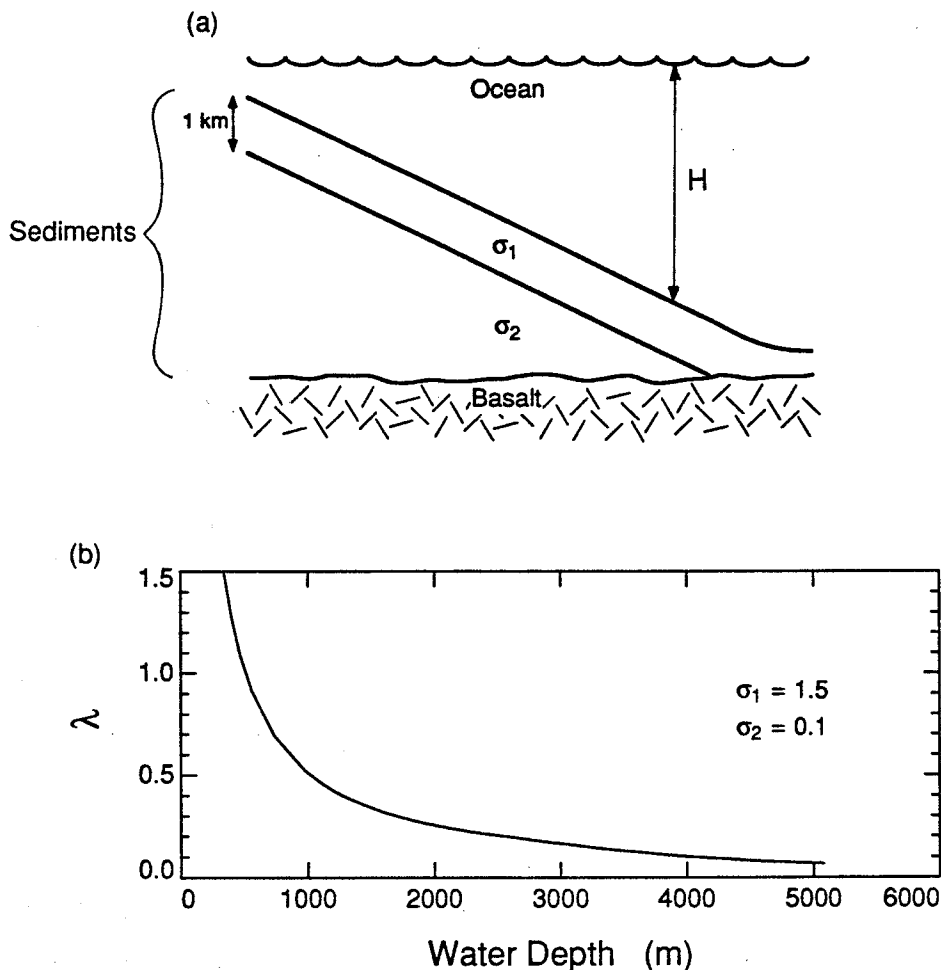 (a)
Ocean
1 km
H
Sediments
σ1
σ2
Basalt
(b)
1.5
1.0
0.5
0.0
λ
σ1 = 1.5
σ2 = 0.1
0 1000 2000 3000 4000 5000 6000
Water Depth (m)